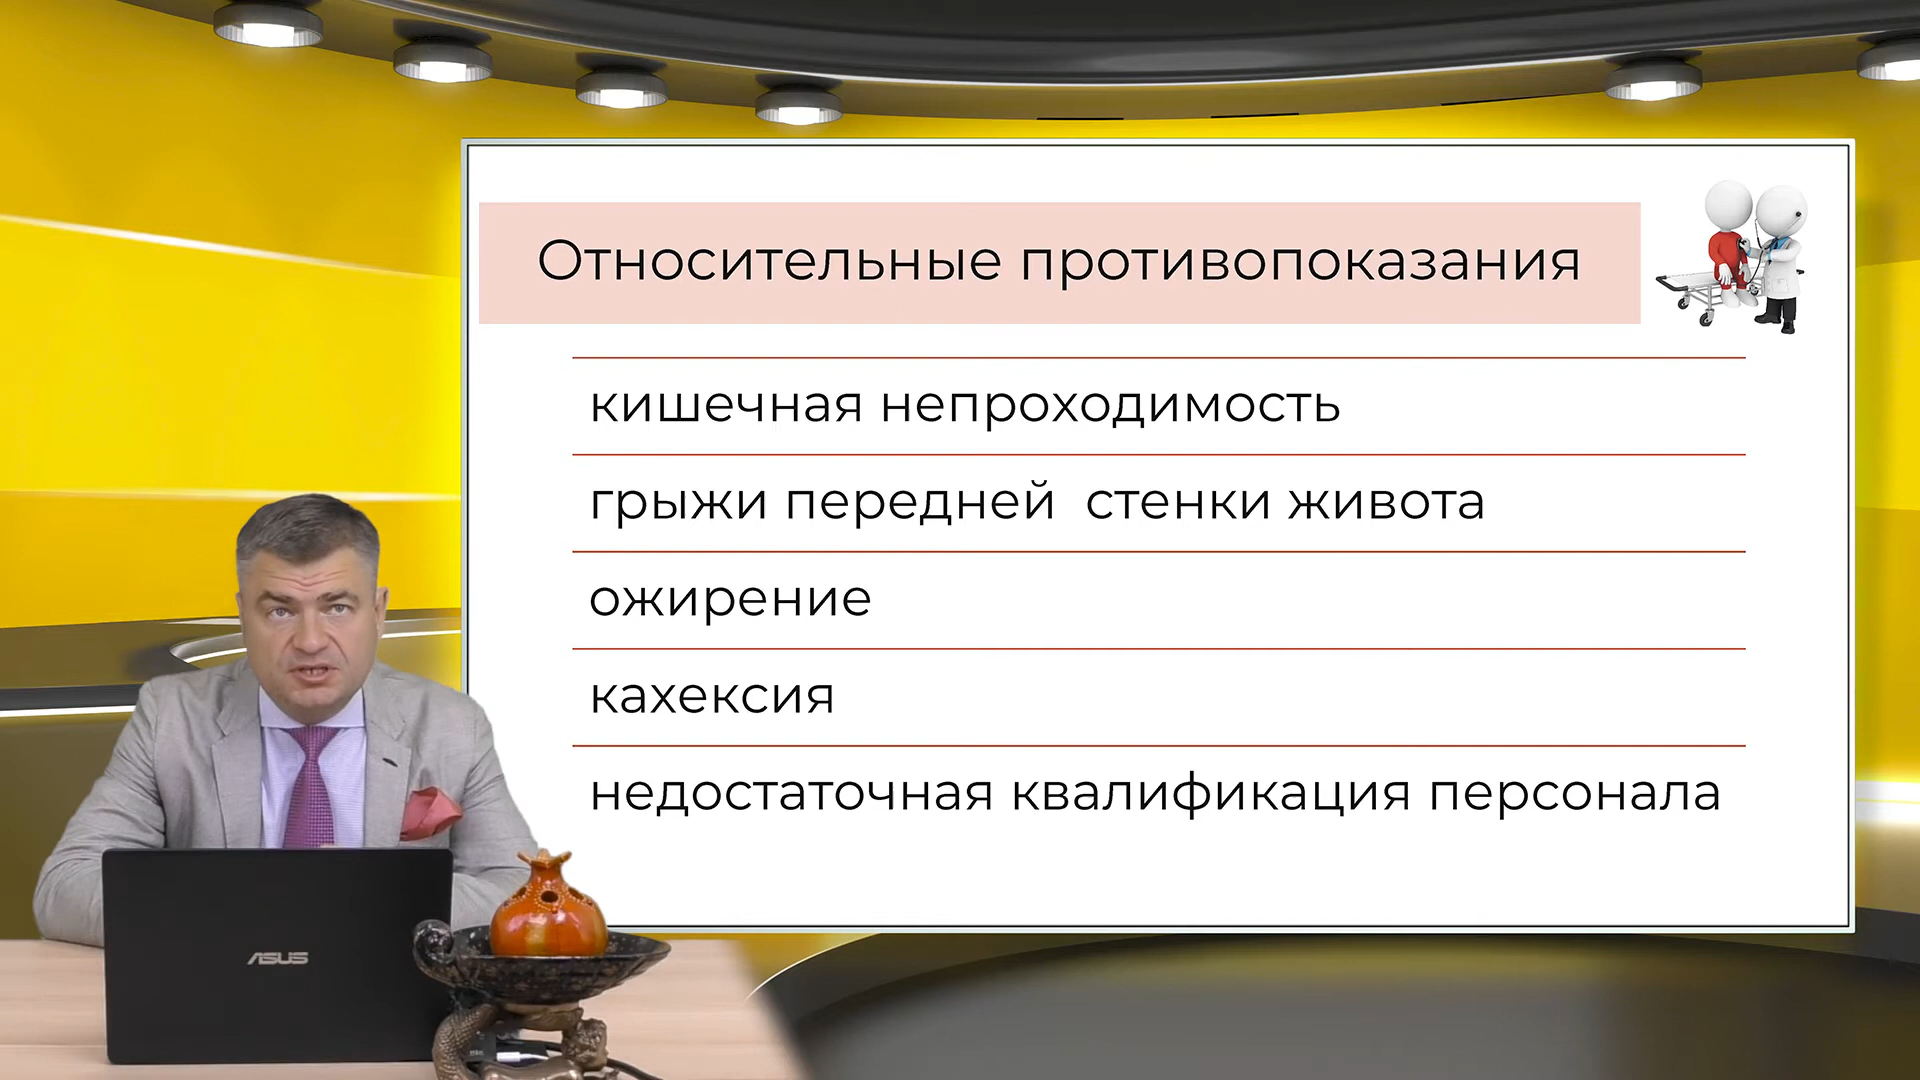 Относительные противопоказания
кишечная непроходимость
грыжи передней  стенки живота
ожирение
кахексия
недостаточная квалификация персонала
ASUS